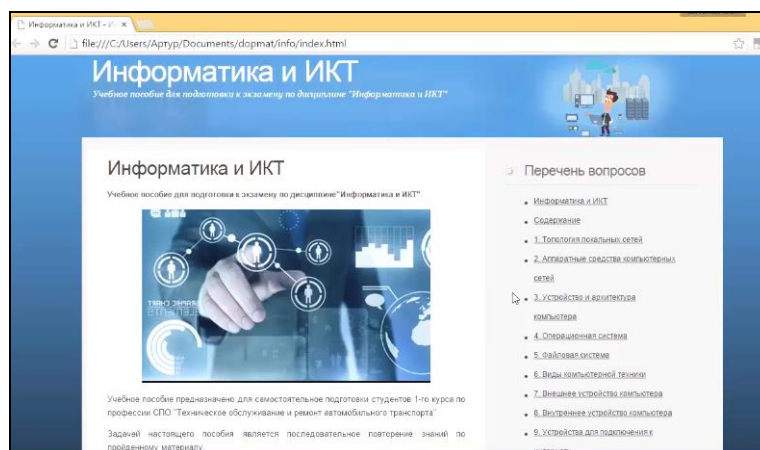 Информатика и ИКТ - И
file:///C:/Users/Артур/Documents/dopmat/info/index.html
Информатика и ИКТ
Учебное пособие для подготовки к экзамену по дисциплине "Информатика и ИКТ"
Информатика и ИКТ
Учебное пособие для подготовки к экзамену по дисциплине"Информатика и ИКТ"
Учебное пособие предназначено для самостоятельное подготовки студентов 1-го курса по
профессии СПО "Техническое обслуживание и ремонт автомобильного транспорта"
Задачей настоящего пособия является последовательное повторение знаний по
пройденному материалу.
Перечень вопросов
Информатика и ИКТ
Содержание
1. Топология локальных сетей
2. Аппаратные средства компьютерных
сетей
3. Устройство и архитектура
компьютера
4. Операционная система
5. Файловая система
6. Виды компьютерной техники
7. Внешнее устройство компьютера
8. Внутреннее устройство компьютера
9. Устройства для подключения к